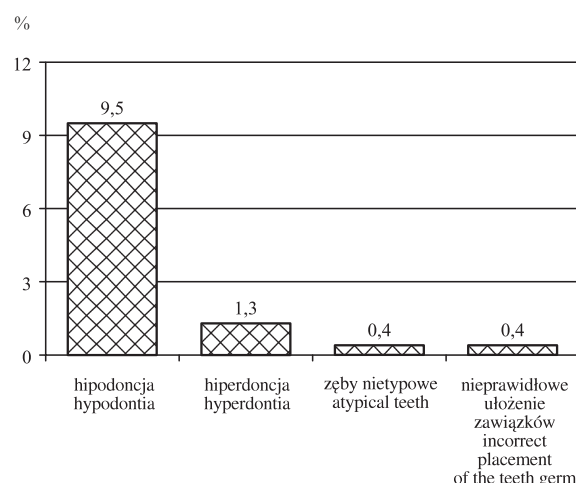 %
12
9
6
3
0
9,5
1,3
0,4
0,4
hipodoncja
hypodontia
hiperdoncja
hyperdontia
zęby nietypowe
atypical teeth
nieprawidłowe
ułożenie
zawiązków
incorrect
placement
of the teeth germ